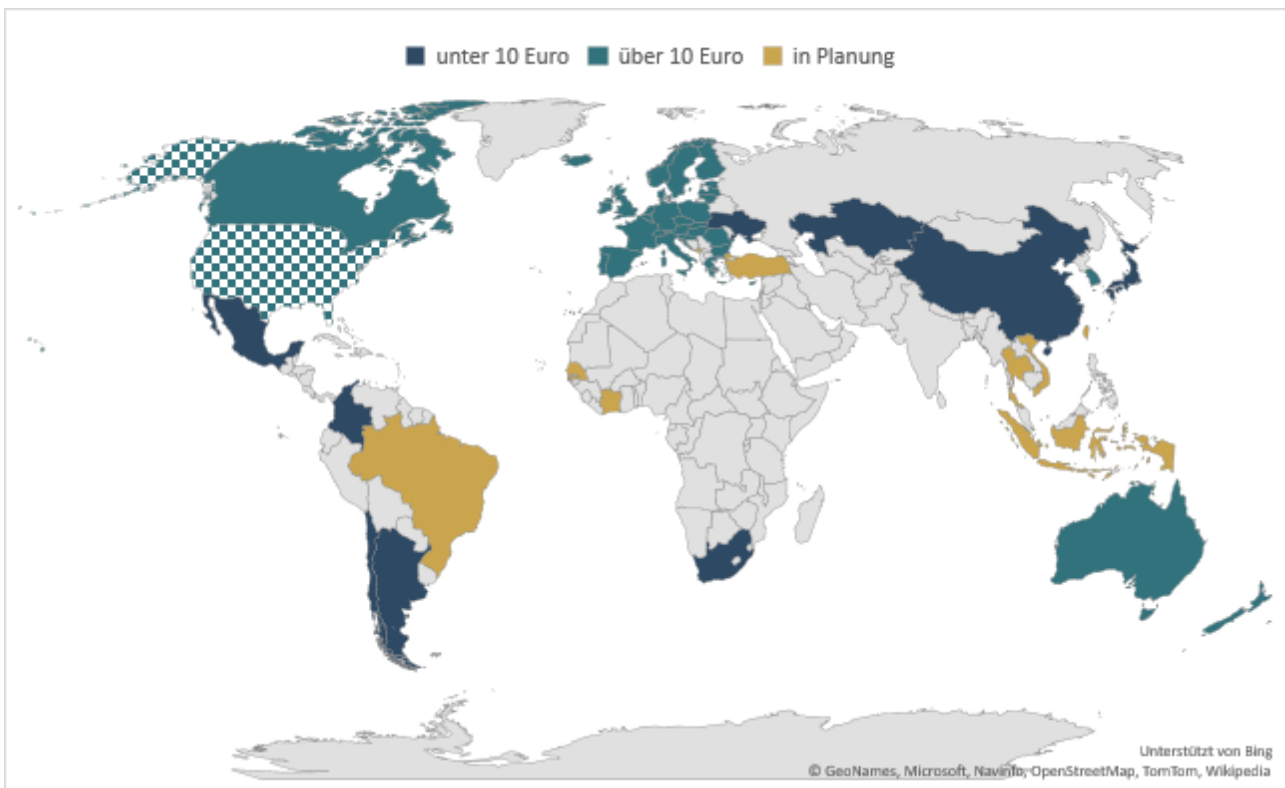 unter 10 Euro über 10 Euro in Planung
Unterstützt von Bing
© GeoNames, Microsoft, Navinfo, OpenStreetMap, TomTom, Wikipedia